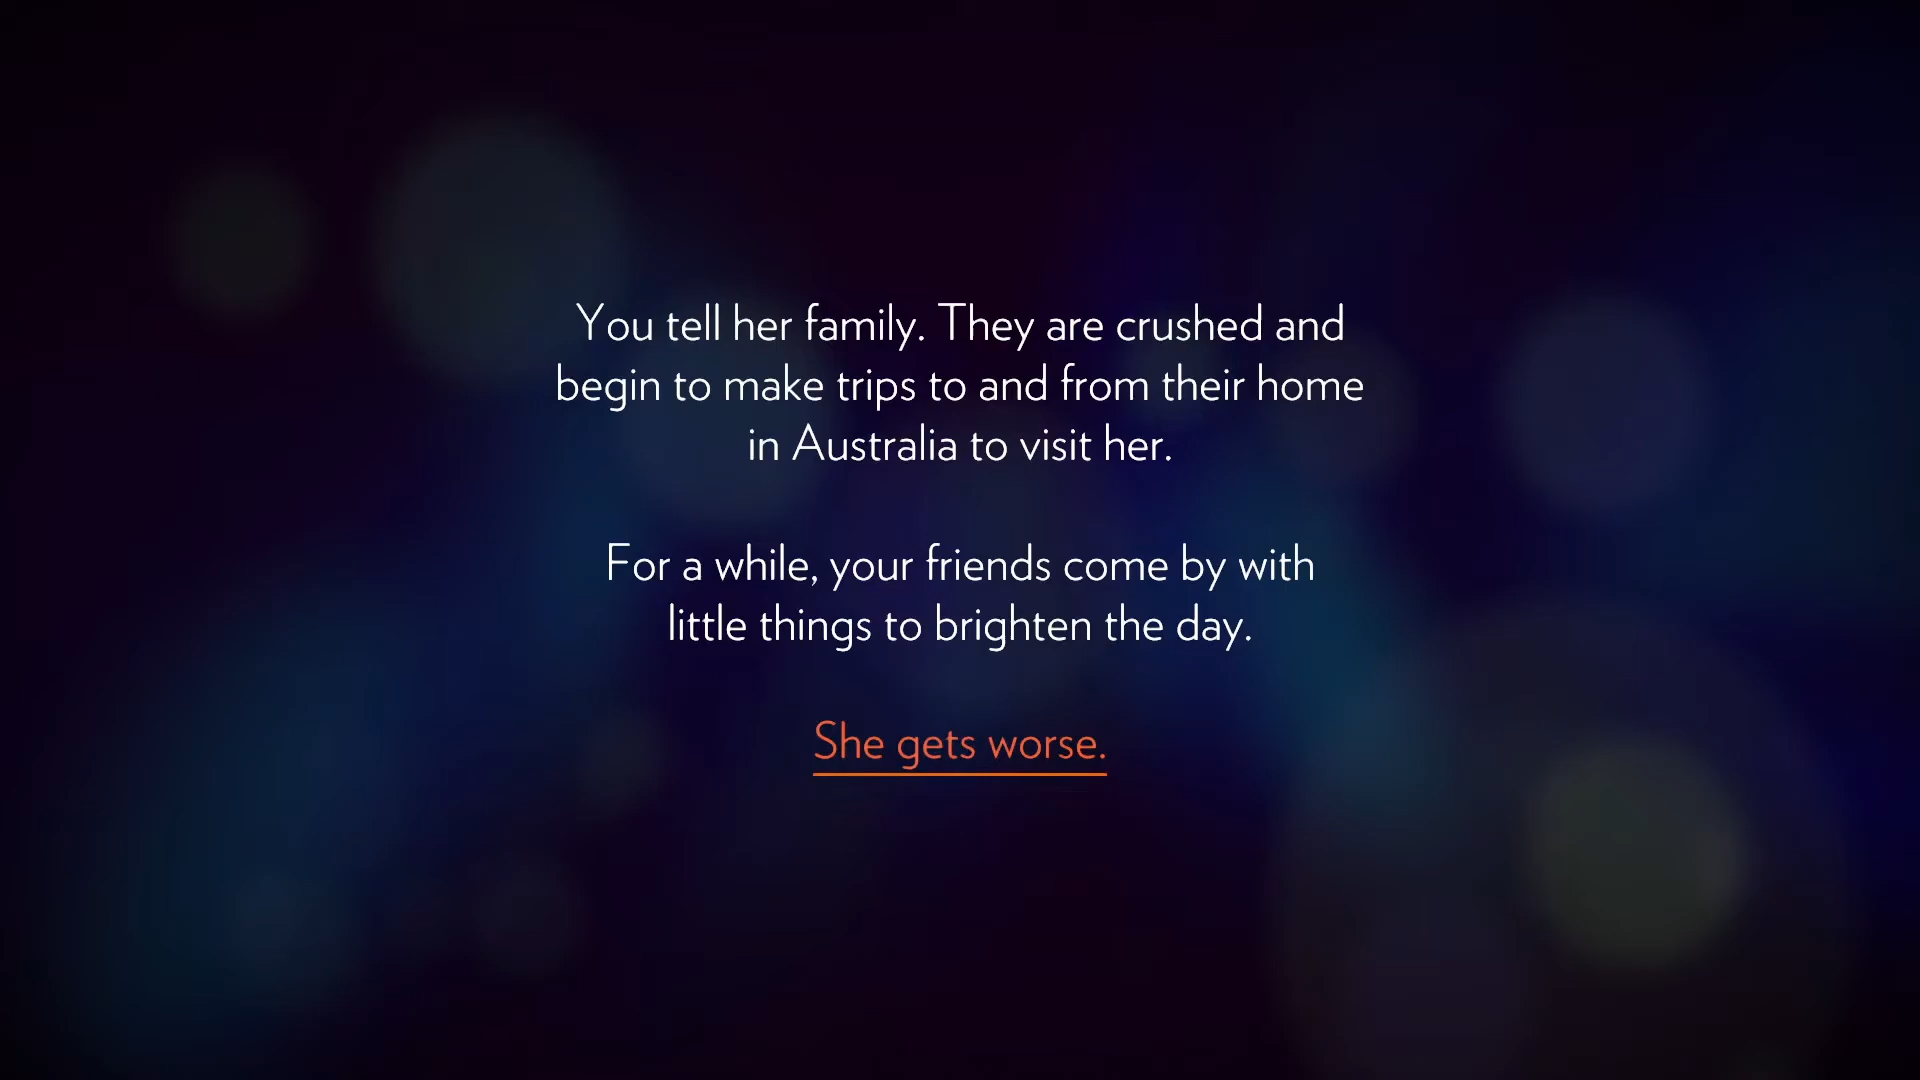 You tell her family. They are crushed and
begin to make trips to and from their home
in Australia to visit her.
For a while, your friends come by with
little things to brighten the day.
She gets worse.